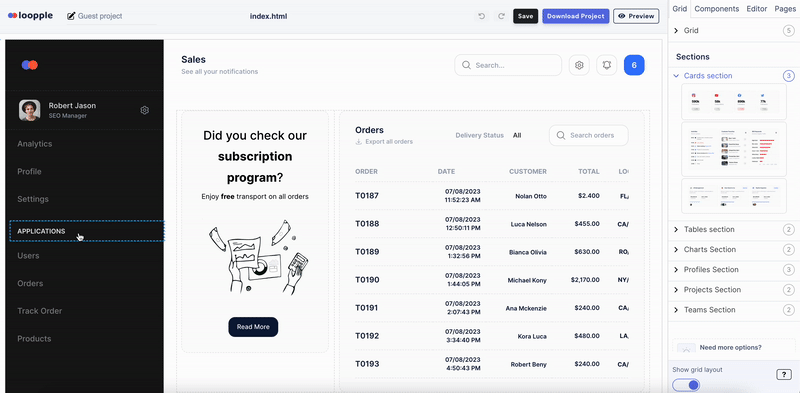 loopple
Guest project
index.html
Save
Download Project
Preview
Grid
Components
Editor
Pages
Grid
5
Sections
Cards section
3
Tables section
2
Charts Section
2
Profiles Section
3
Projects Section
2
Teams Section
2
Need more options?
Show grid layout
?
Robert Jason
SEO Manager
Analytics
Profile
Settings
APPLICATIONS
Users
Orders
Track Order
Products
Sales
See all your notifications
Search...
6
Did you check our
subscription
program?
Enjoy free transport on all orders
Read More
Orders
Export all orders
Delivery Status
All
Search orders
ORDER DATE CUSTOMER TOTAL LO
T0187 07/08/2023 11:52:23 AM Nolan Otto $2.400 FL,
T0188 07/08/2023 12:50:11 PM Luca Nelson $455.00 CA/
T0189 07/08/2023 1:32:56 PM Bianca Olivia $630.00 RO,
T0190 07/08/2023 1:44:05 PM Michael Kony $2,170.00 NY/
T0191 07/08/2023 2:07:43 PM Ana Mckenzie $240.00 CA,
T0192 07/08/2023 3:34:40 PM Kora Luca $480.00 LA,
T0193 07/08/2023 4:50:43 PM Robert Beny $240.00 CA/